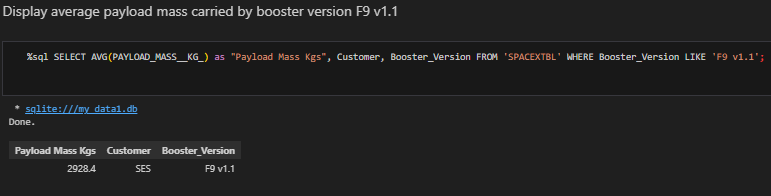 Display average payload mass carried by booster version F9 v1.1
%sql SELECT AVG(PAYLOAD_MASS__KG_) as "Payload Mass Kgs", Customer, Booster_Version FROM 'SPACEXTBL' WHERE Booster_Version LIKE 'F9 v1.1';
* sqlite:///my_data1.db
Done.
Payload Mass Kgs Customer Booster_Version
2928.4 SES F9 v1.1